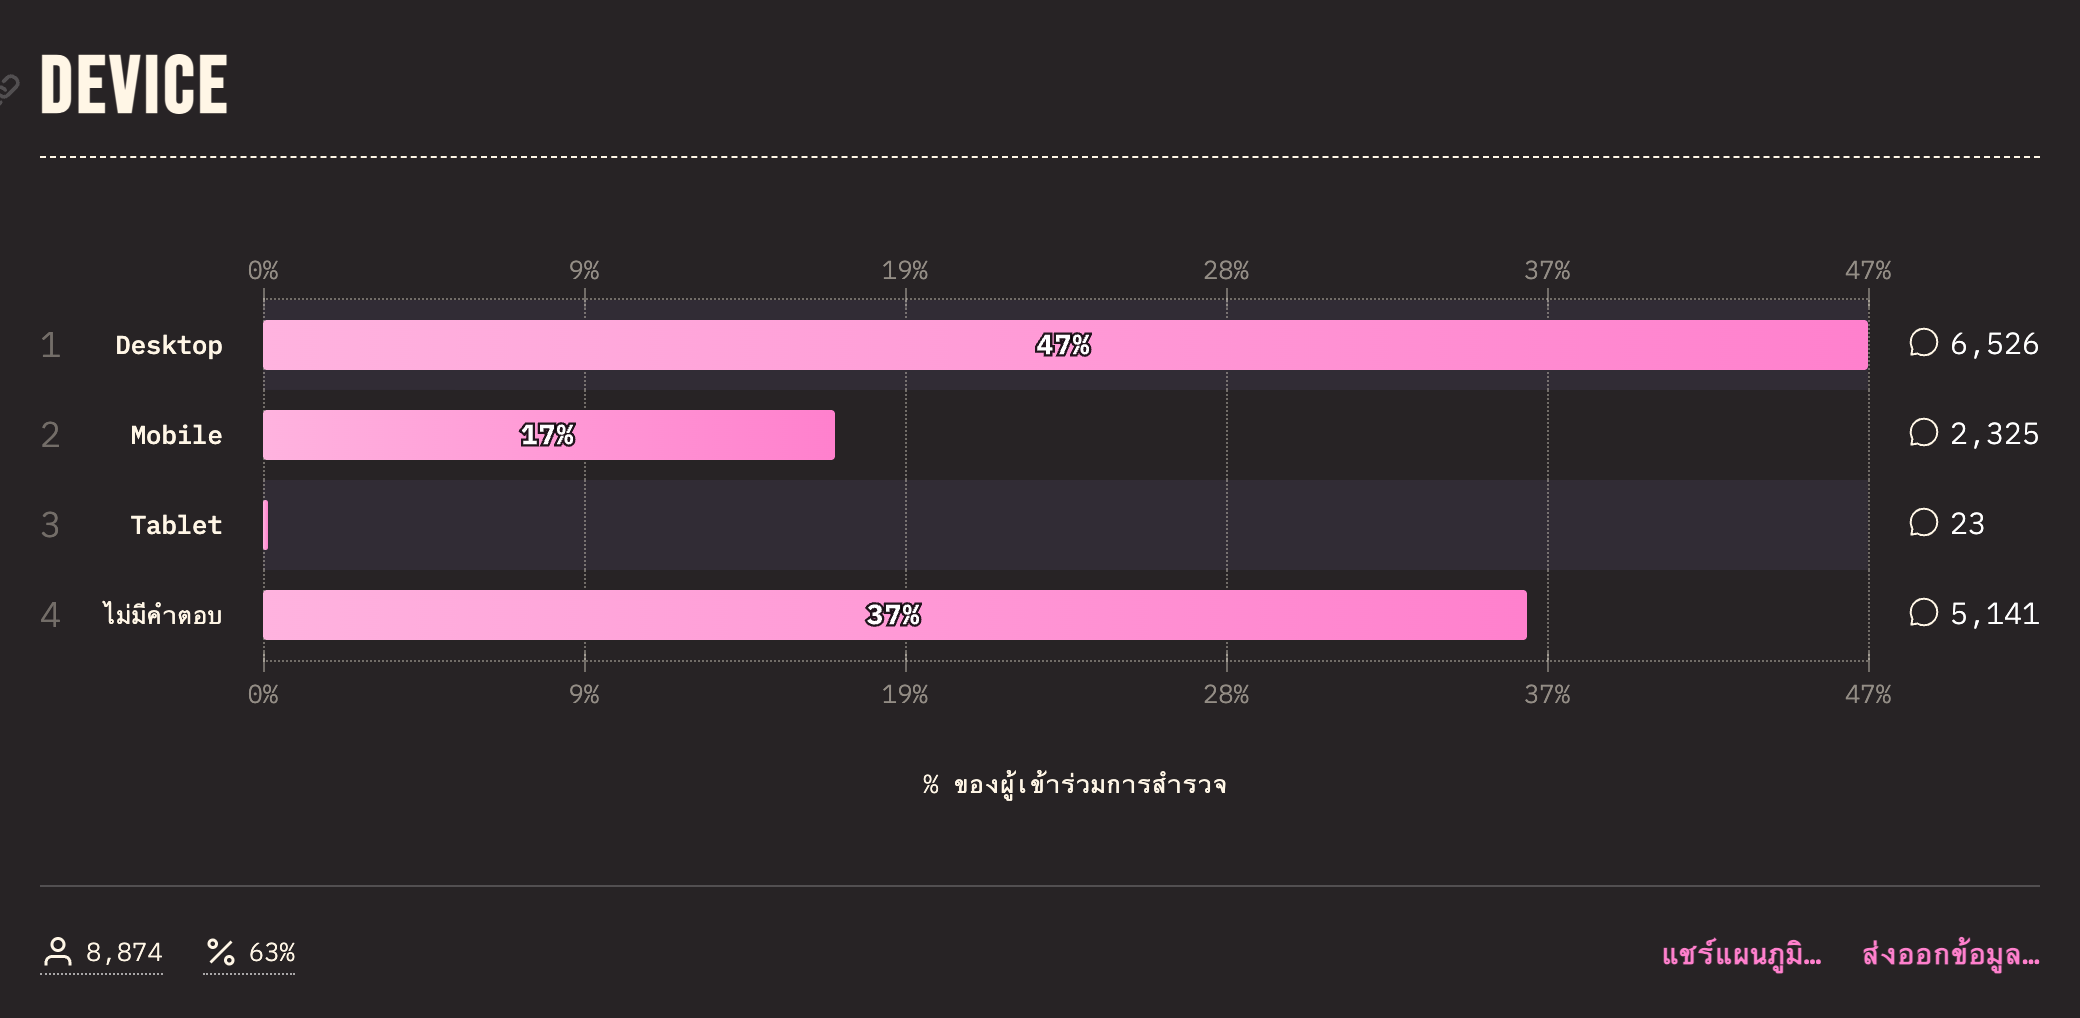 DEVICE
0% 9% 19% 28% 37% 47%
1 Desktop 47% 6,526
2 Mobile 17% 2,325
3 Tablet 23
4 ไม่มีคำตอบ 37% 5,141
0% 9% 19% 28% 37% 47%
% ของผู้เข้าร่วมการสำรวจ
8,874 63% แชร์แผนภูมิ… ส่งออกข้อมูล…